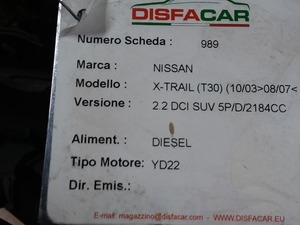 DISFACAR
Numero Scheda : 989
Marca : NISSAN
Modello : X-TRAIL (T30) (10/03>08/07<
Versione : 2.2 DCI SUV 5P/D/2184CC
Aliment. : DIESEL
Tipo Motore: YD22
Dir. Emis.:
E-mail: magazzino@disfacar.com - www.DISFACAR.EU